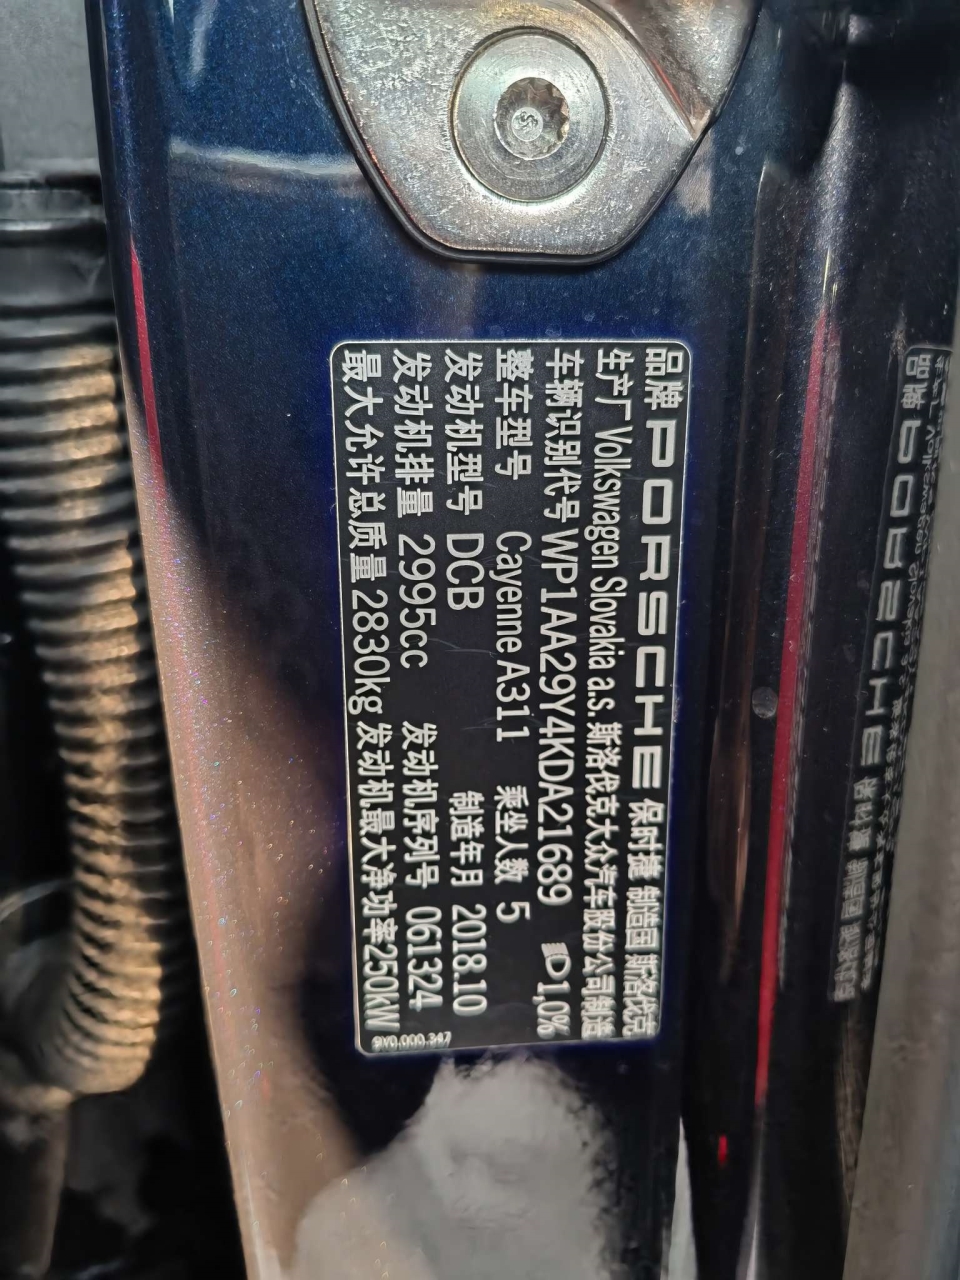 品牌 PORSCHE 保时捷 制造国 斯洛伐克
生产厂 Volkswagen Slovakia a.s. 斯洛伐克大众汽车股份公司制造
车辆识别代号 WP1AA29Y4KDA21689 1,0%
整车型号 Cayenne A311 乘坐人数 5
发动机型号 DCB 制造年月 2018.10
发动机排量 2995cc 发动机序列号 061324
最大允许总质量 2830kg 发动机最大净功率250kW
9Y0.000.347